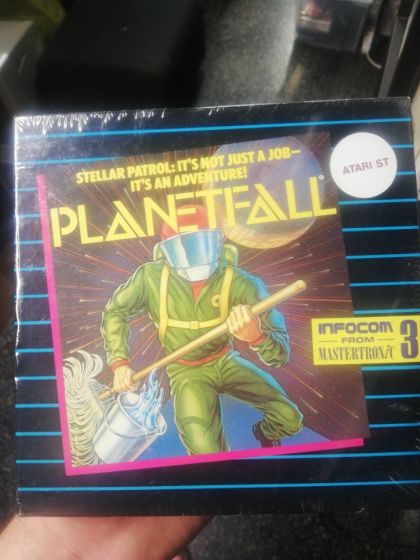 STELLAR PATROL: IT'S NOT JUST A JOB—
IT'S AN ADVENTURE!
PLANETFALL
ATARI ST
INFOCOM
FROM
MASTERTRONIC
3